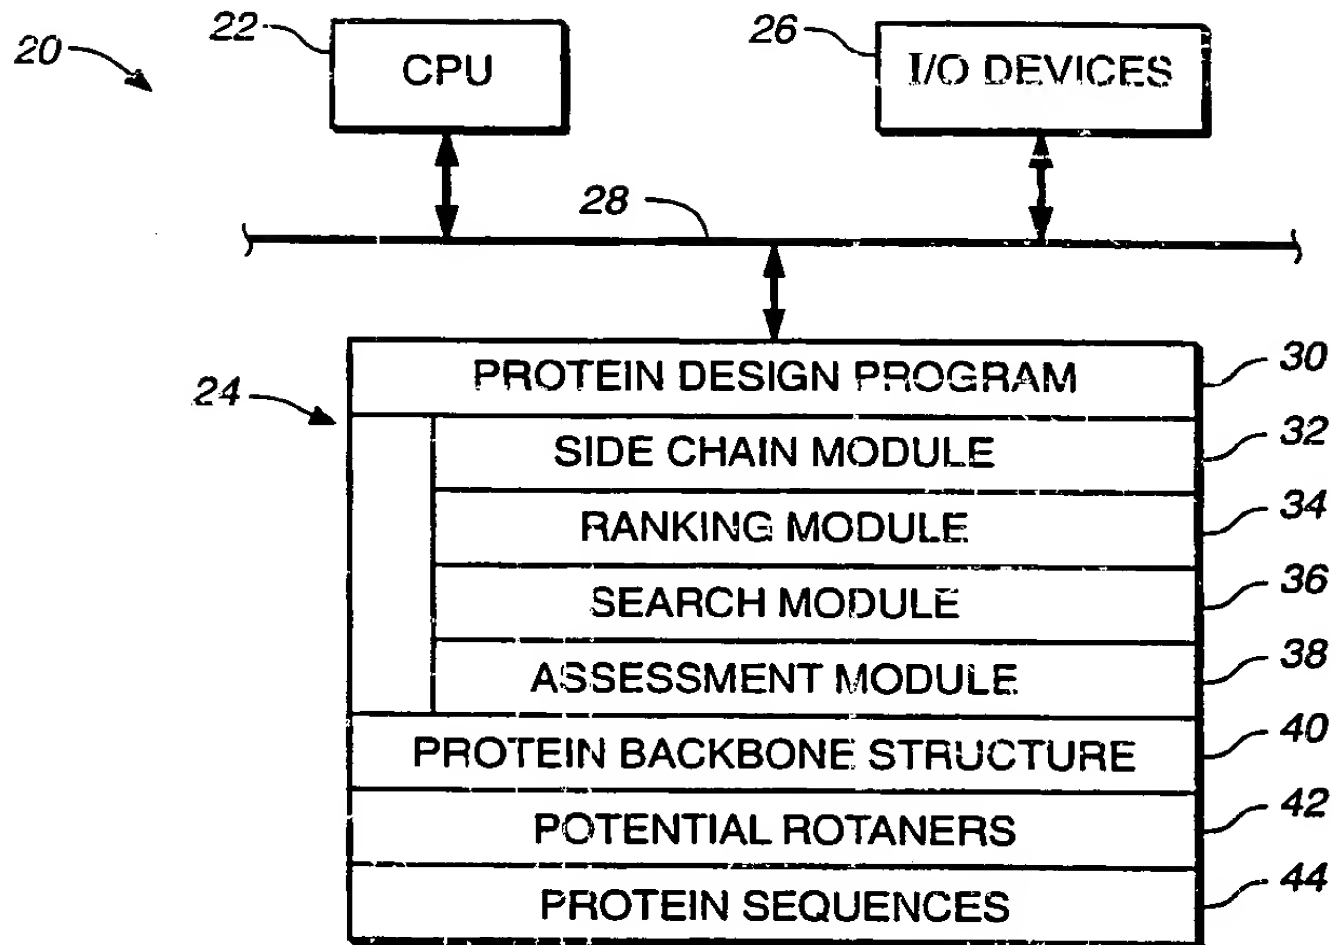 20
22
CPU
26
I/O DEVICES
28
24
PROTEIN DESIGN PROGRAM
30
SIDE CHAIN MODULE
32
RANKING MODULE
34
SEARCH MODULE
36
ASSESSMENT MODULE
38
PROTEIN BACKBONE STRUCTURE
40
POTENTIAL ROTANERS
42
PROTEIN SEQUENCES
44